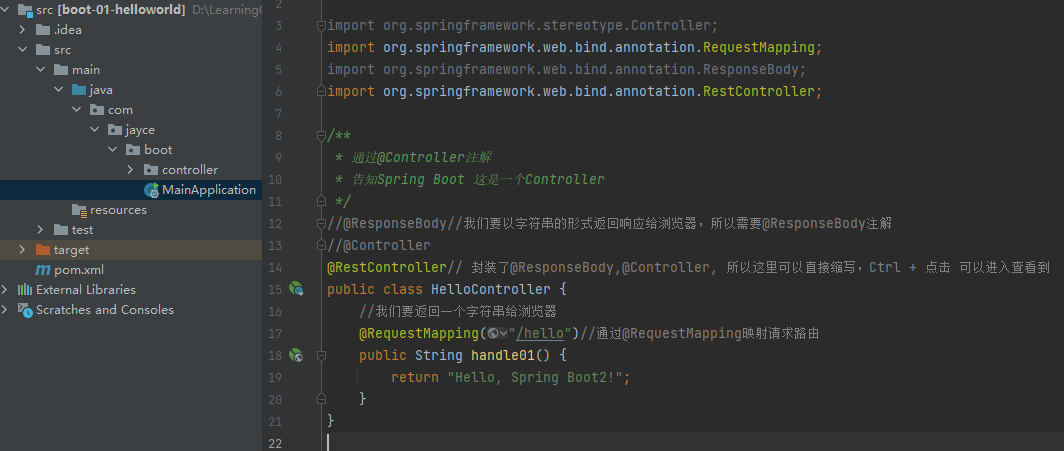 src [boot-01-helloworld] D:\Learning
.idea
src
main
java
com
jayce
boot
controller
MainApplication
resources
test
target
pom.xml
External Libraries
Scratches and Consoles
2
3 import org.springframework.stereotype.Controller;
4 import org.springframework.web.bind.annotation.RequestMapping;
5 import org.springframework.web.bind.annotation.ResponseBody;
6 import org.springframework.web.bind.annotation.RestController;
7
8 /**
9 * 通过@Controller注解
10 * 告知Spring Boot 这是一个Controller
11 */
12 //@ResponseBody//我们要以字符串的形式返回响应给浏览器，所以需要@ResponseBody注解
13 //@Controller
14 @RestController// 封装了@ResponseBody,@Controller, 所以这里可以直接缩写，Ctrl + 点击 可以进入查看到
15 public class HelloController {
16 //我们要返回一个字符串给浏览器
17 @RequestMapping("/hello")//通过@RequestMapping映射请求路由
18 public String handle01() {
19 return "Hello, Spring Boot2!";
20 }
21 }
22